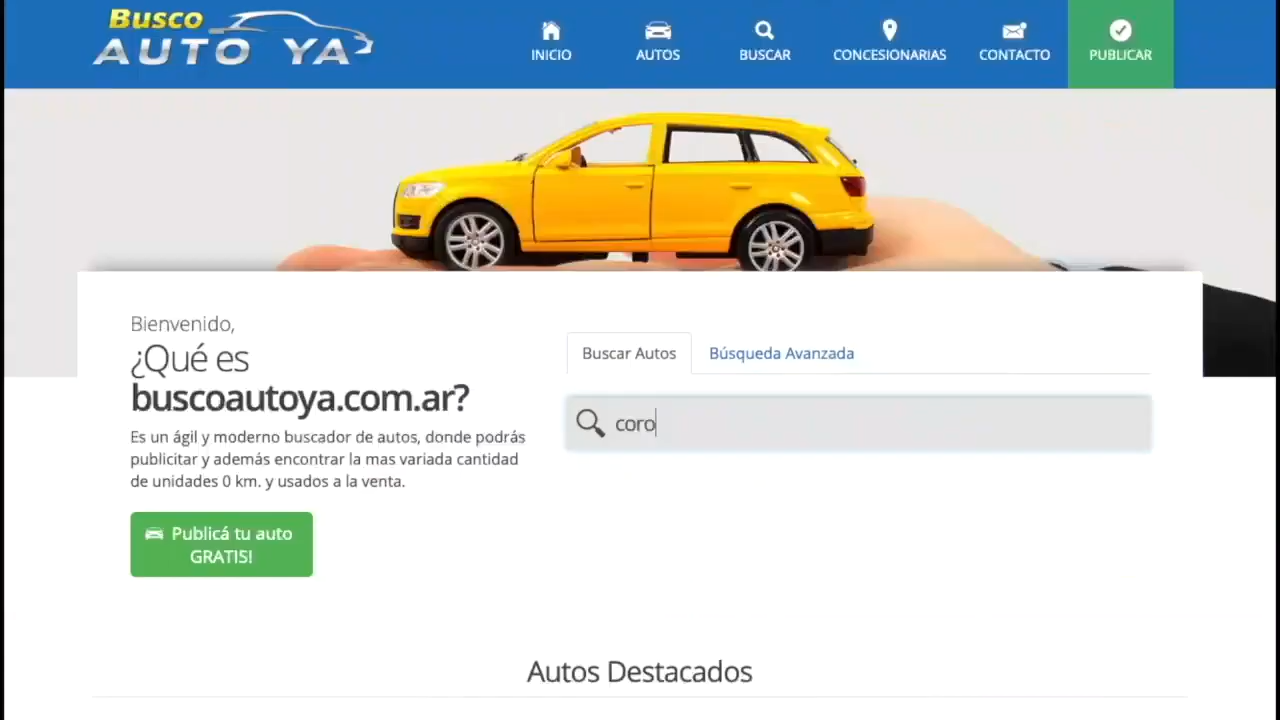 Busco
AUTO YA
INICIO
AUTOS
BUSCAR
CONCESIONARIAS
CONTACTO
PUBLICAR
Bienvenido,
¿Qué es
buscoautoya.com.ar?
Es un ágil y moderno buscador de autos, donde podrás
publicitar y además encontrar la mas variada cantidad
de unidades 0 km. y usados a la venta.
Publicá tu auto
GRATIS!
Buscar Autos
Búsqueda Avanzada
coro
Autos Destacados